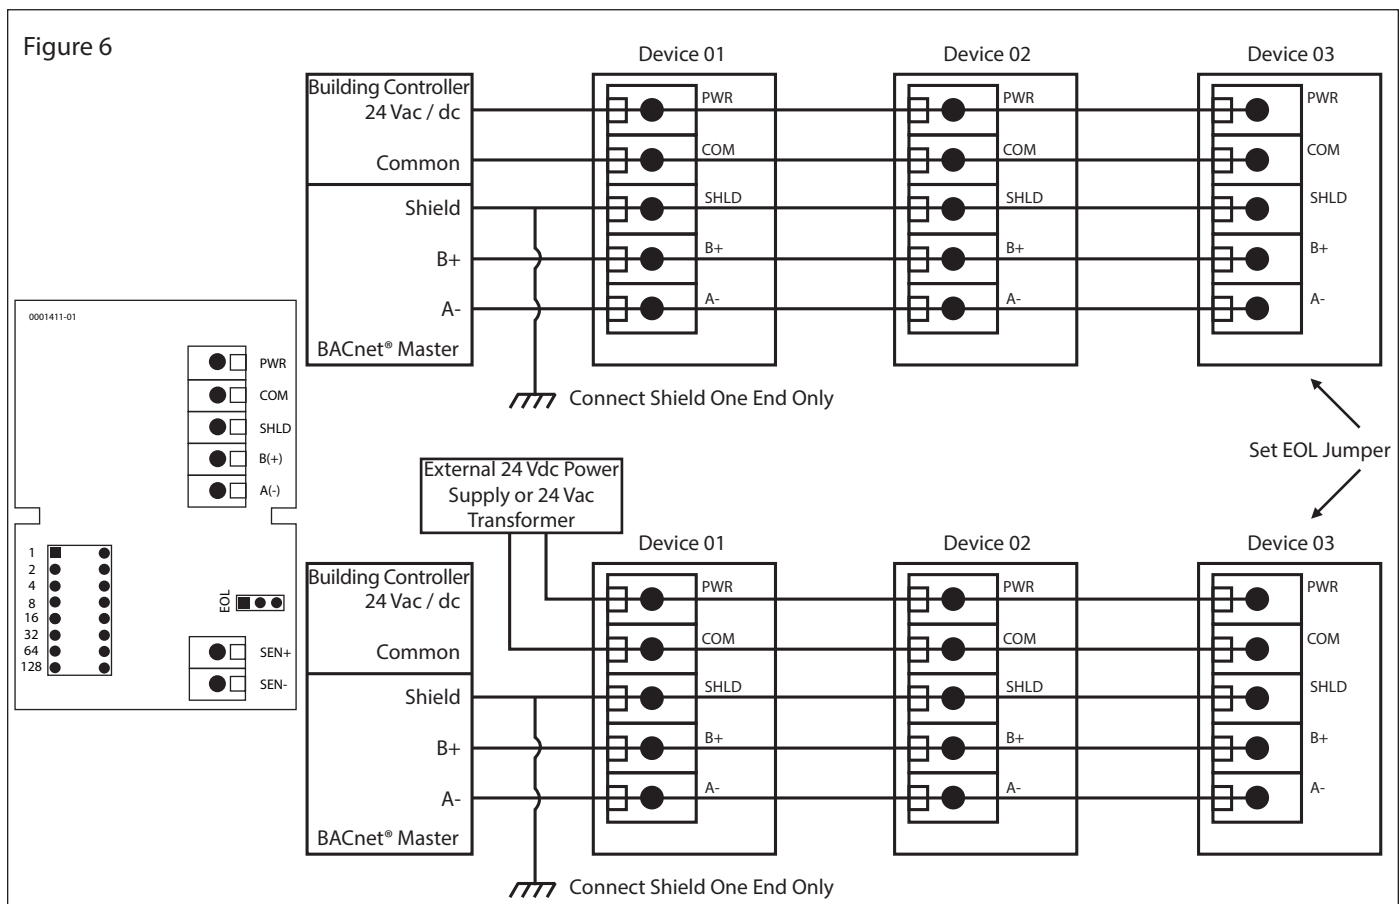 Figure 6
Device 01
Device 02
Device 03
Building Controller
24 Vac / dc
Common
Shield
B+
A-
BACnet® Master
PWR
COM
SHLD
B+
A-
PWR
COM
SHLD
B+
A-
PWR
COM
SHLD
B+
A-
Connect Shield One End Only
Set EOL Jumper
0001411-01
PWR
COM
SHLD
B(+)
A(-)
1
2
4
8
16
32
64
128
EOL
SEN+
SEN-
External 24 Vdc Power
Supply or 24 Vac
Transformer
Device 01
Device 02
Device 03
Building Controller
24 Vac / dc
Common
Shield
B+
A-
BACnet® Master
PWR
COM
SHLD
B+
A-
PWR
COM
SHLD
B+
A-
PWR
COM
SHLD
B+
A-
Connect Shield One End Only